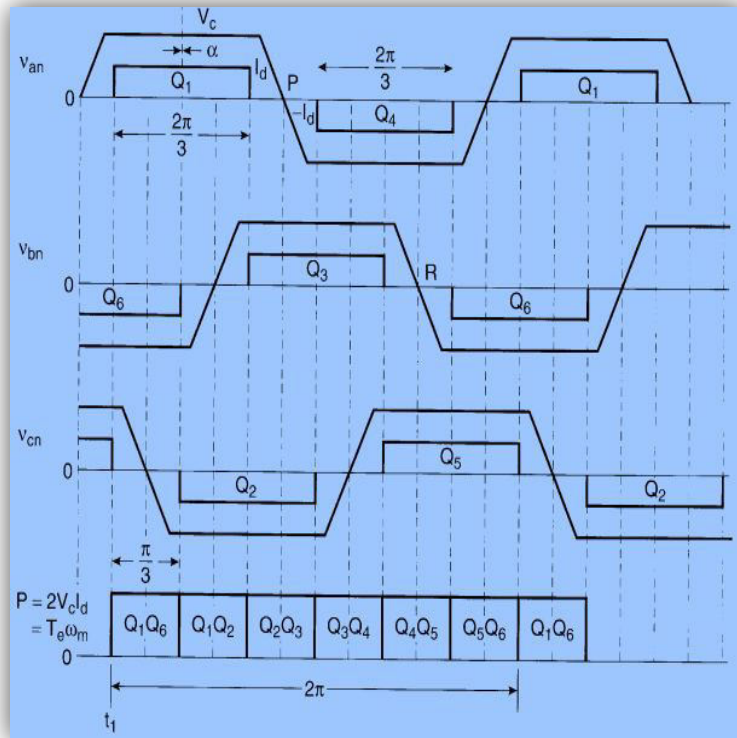 V_c
α
v_an
0
Q_1
I_d
P
2π/3
-I_d
Q_4
Q_1
2π/3
v_bn
0
Q_6
Q_3
R
Q_6
v_cn
0
Q_2
Q_5
Q_2
π/3
P = 2V_cI_d
= T_eω_m
0
Q_1Q_6 Q_1Q_2 Q_2Q_3 Q_3Q_4 Q_4Q_5 Q_5Q_6 Q_1Q_6
2π
t_1